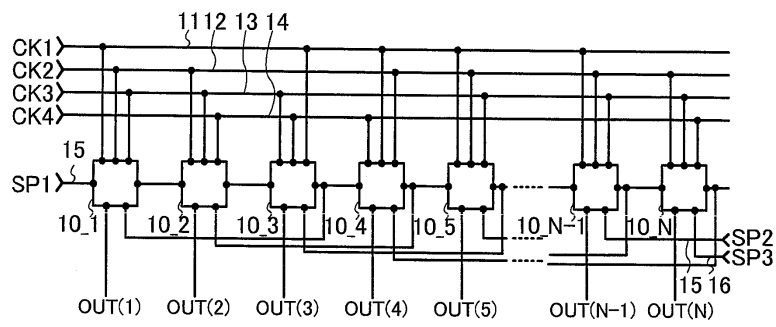 11 12 13 14
CK1
CK2
CK3
CK4
15
SP1
10_1 10_2 10_3 10_4 10_5 10_N-1 10_N
SP2
SP3
15 16
OUT(1) OUT(2) OUT(3) OUT(4) OUT(5) OUT(N-1) OUT(N)